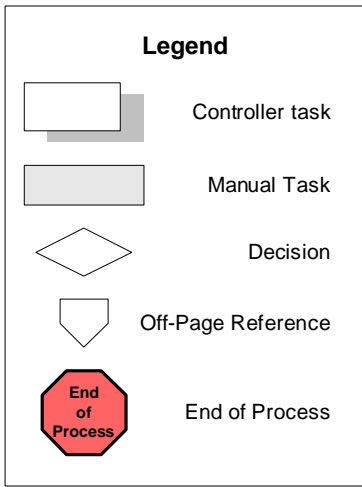 Legend
Controller task
Manual Task
Decision
Off-Page Reference
End
of
Process
End of Process